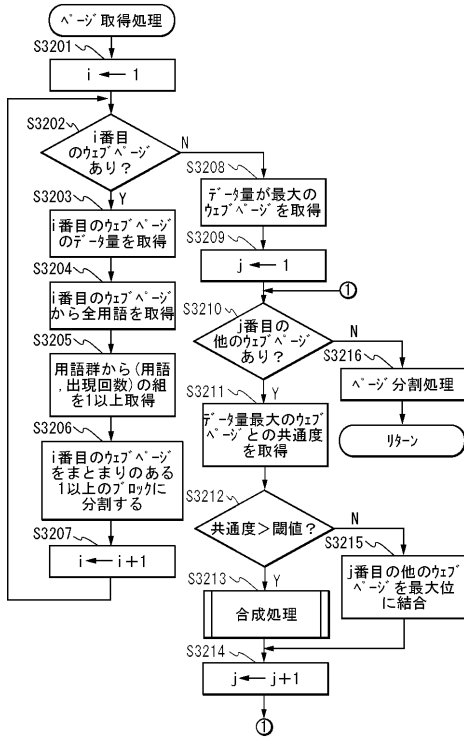 ページ取得処理
S3201
i ← 1
S3202
i番目
のウェブページ
あり？
N
Y
S3203
i番目のウェブページ
のデータ量を取得
S3204
i番目のウェブページ
から全用語を取得
S3205
用語群から(用語
,出現回数)の組
を1以上取得
S3206
i番目のウェブページ
をまとまりのある
1以上のブロックに
分割する
S3207
i ← i+1
S3208
データ量が最大の
ウェブページを取得
S3209
j ← 1
①
S3210
j番目の
他のウェブページ
あり？
N
Y
S3216
ページ分割処理
リターン
S3211
データ量最大のウェブ
ページとの共通度
を取得
S3212
共通度＞閾値？
N
Y
S3215
j番目の他のウェブ
ページを最大位
に結合
S3213
合成処理
S3214
j ← j+1
①